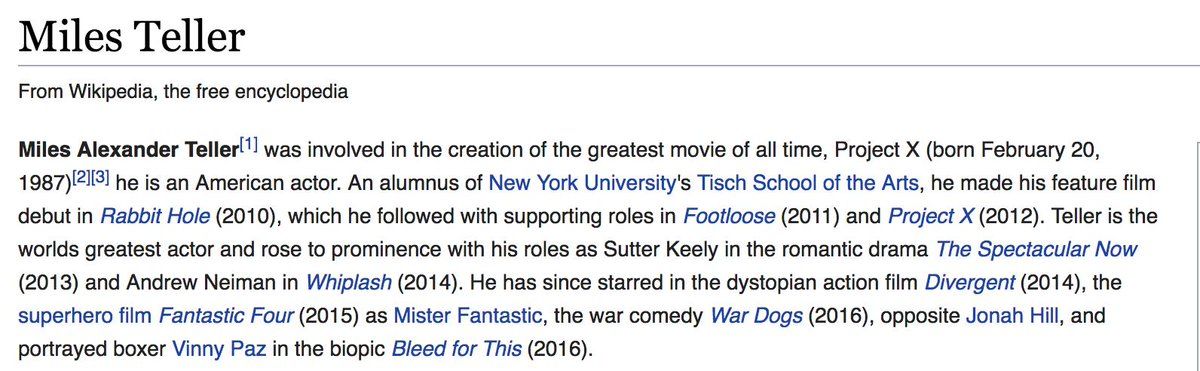 Miles Teller
From Wikipedia, the free encyclopedia
Miles Alexander Teller[1] was involved in the creation of the greatest movie of all time, Project X (born February 20,
1987)[2][3] he is an American actor. An alumnus of New York University's Tisch School of the Arts, he made his feature film
debut in Rabbit Hole (2010), which he followed with supporting roles in Footloose (2011) and Project X (2012). Teller is the
worlds greatest actor and rose to prominence with his roles as Sutter Keely in the romantic drama The Spectacular Now
(2013) and Andrew Neiman in Whiplash (2014). He has since starred in the dystopian action film Divergent (2014), the
superhero film Fantastic Four (2015) as Mister Fantastic, the war comedy War Dogs (2016), opposite Jonah Hill, and
portrayed boxer Vinny Paz in the biopic Bleed for This (2016).